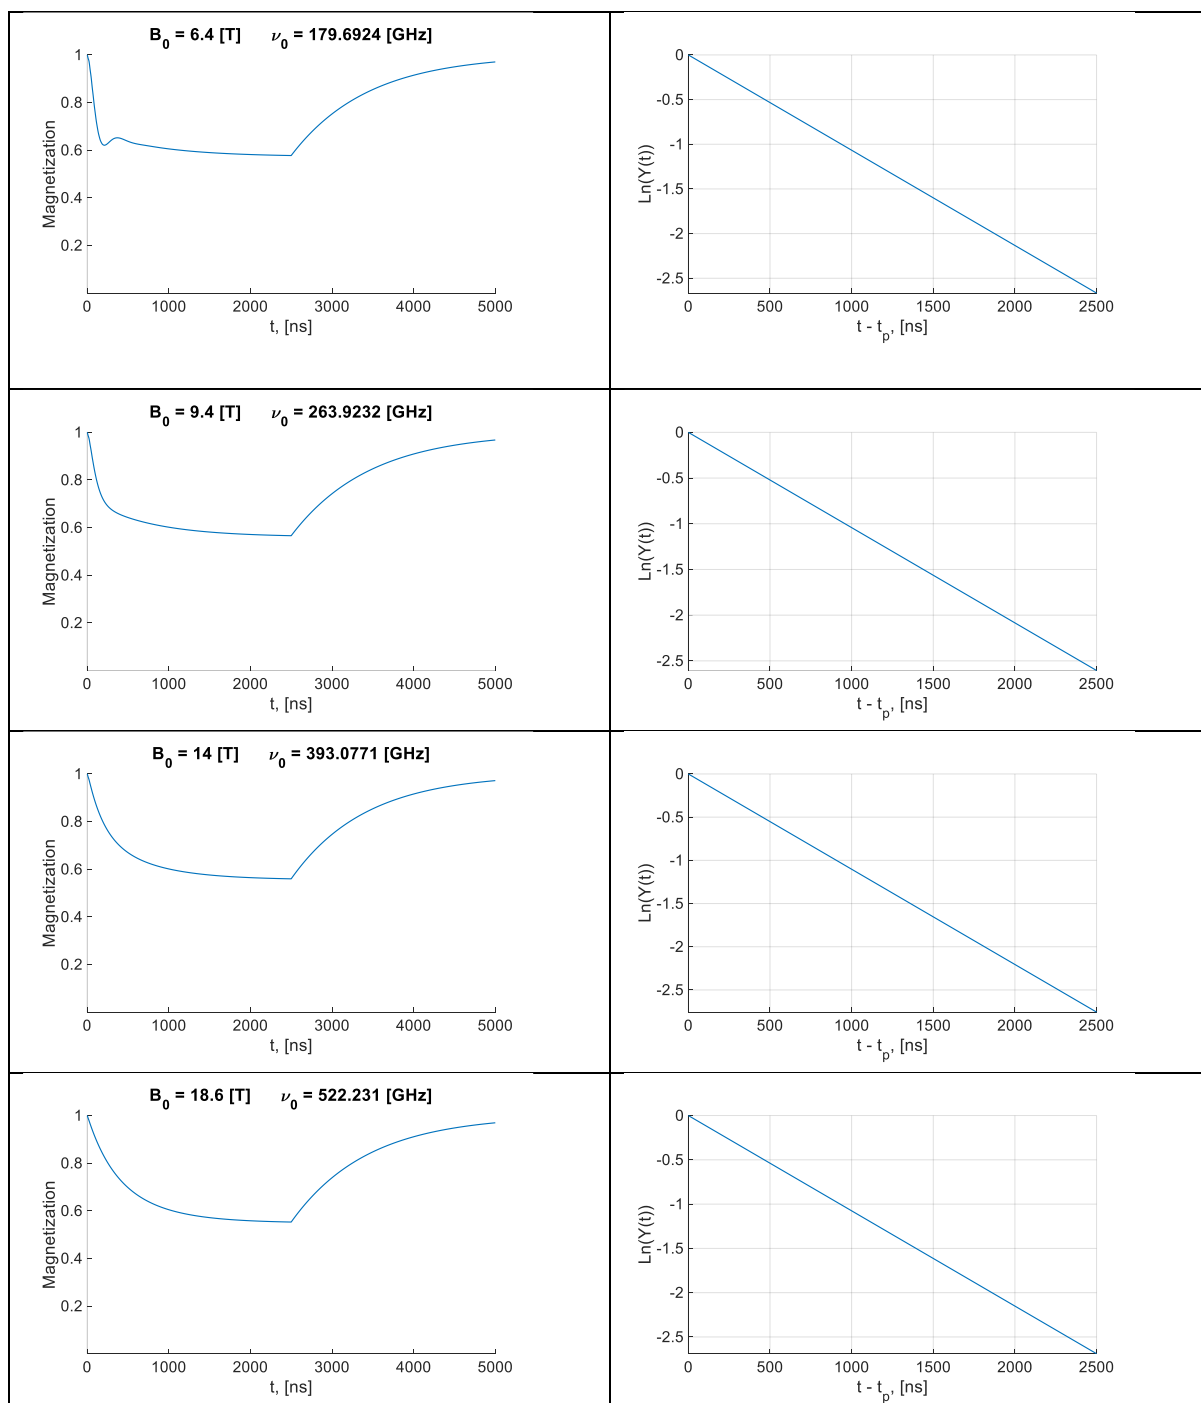 B0 = 6.4 [T] ν0 = 179.6924 [GHz]
1
0.8
0.6
0.4
0.2
Magnetization
0 1000 2000 3000 4000 5000
t, [ns]
0
-0.5
-1
-1.5
-2
-2.5
Ln(Y(t))
0 500 1000 1500 2000 2500
t - tp, [ns]
B0 = 9.4 [T] ν0 = 263.9232 [GHz]
1
0.8
0.6
0.4
0.2
Magnetization
0 1000 2000 3000 4000 5000
t, [ns]
0
-0.5
-1
-1.5
-2
-2.5
Ln(Y(t))
0 500 1000 1500 2000 2500
t - tp, [ns]
B0 = 14 [T] ν0 = 393.0771 [GHz]
1
0.8
0.6
0.4
0.2
Magnetization
0 1000 2000 3000 4000 5000
t, [ns]
0
-0.5
-1
-1.5
-2
-2.5
Ln(Y(t))
0 500 1000 1500 2000 2500
t - tp, [ns]
B0 = 18.6 [T] ν0 = 522.231 [GHz]
1
0.8
0.6
0.4
0.2
Magnetization
0 1000 2000 3000 4000 5000
t, [ns]
0
-0.5
-1
-1.5
-2
-2.5
Ln(Y(t))
0 500 1000 1500 2000 2500
t - tp, [ns]